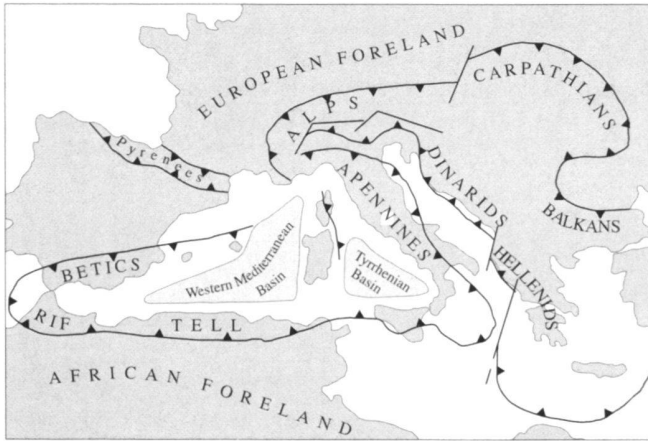 EUROPEAN FORELAND
CARPATHIANS
ALPS
Pyrenees
DINARIDS
APENNINES
BALKANS
HELLENIDS
BETICS
Western Mediterranean
Basin
Tyrrhenian
Basin
RIF
TELL
AFRICAN FORELAND